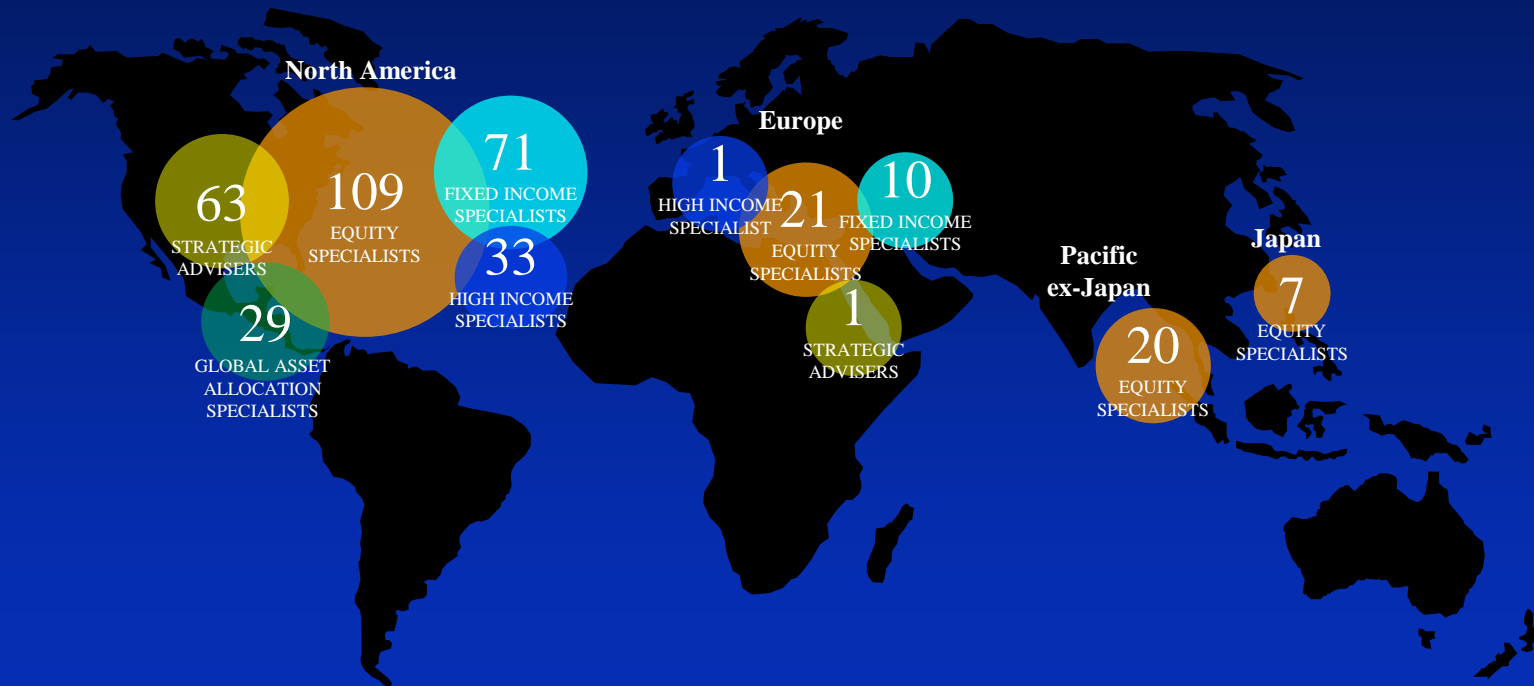 North America
63
STRATEGIC
ADVISERS
109
EQUITY
SPECIALISTS
71
FIXED INCOME
SPECIALISTS
33
HIGH INCOME
SPECIALISTS
29
GLOBAL ASSET
ALLOCATION
SPECIALISTS
Europe
1
HIGH INCOME
SPECIALIST
21
EQUITY
SPECIALISTS
10
FIXED INCOME
SPECIALISTS
1
STRATEGIC
ADVISERS
Pacific
ex-Japan
20
EQUITY
SPECIALISTS
Japan
7
EQUITY
SPECIALISTS